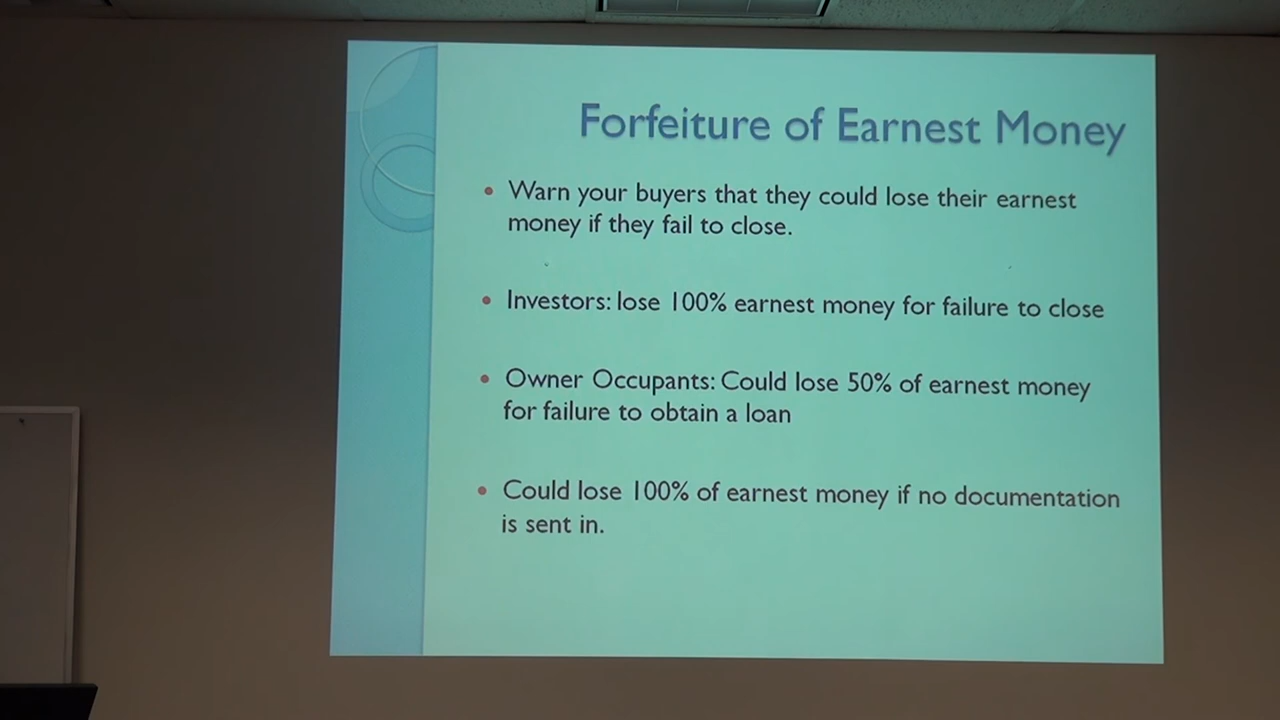 Forfeiture of Earnest Money
• Warn your buyers that they could lose their earnest
money if they fail to close.
• Investors: lose 100% earnest money for failure to close
• Owner Occupants: Could lose 50% of earnest money
for failure to obtain a loan
• Could lose 100% of earnest money if no documentation
is sent in.